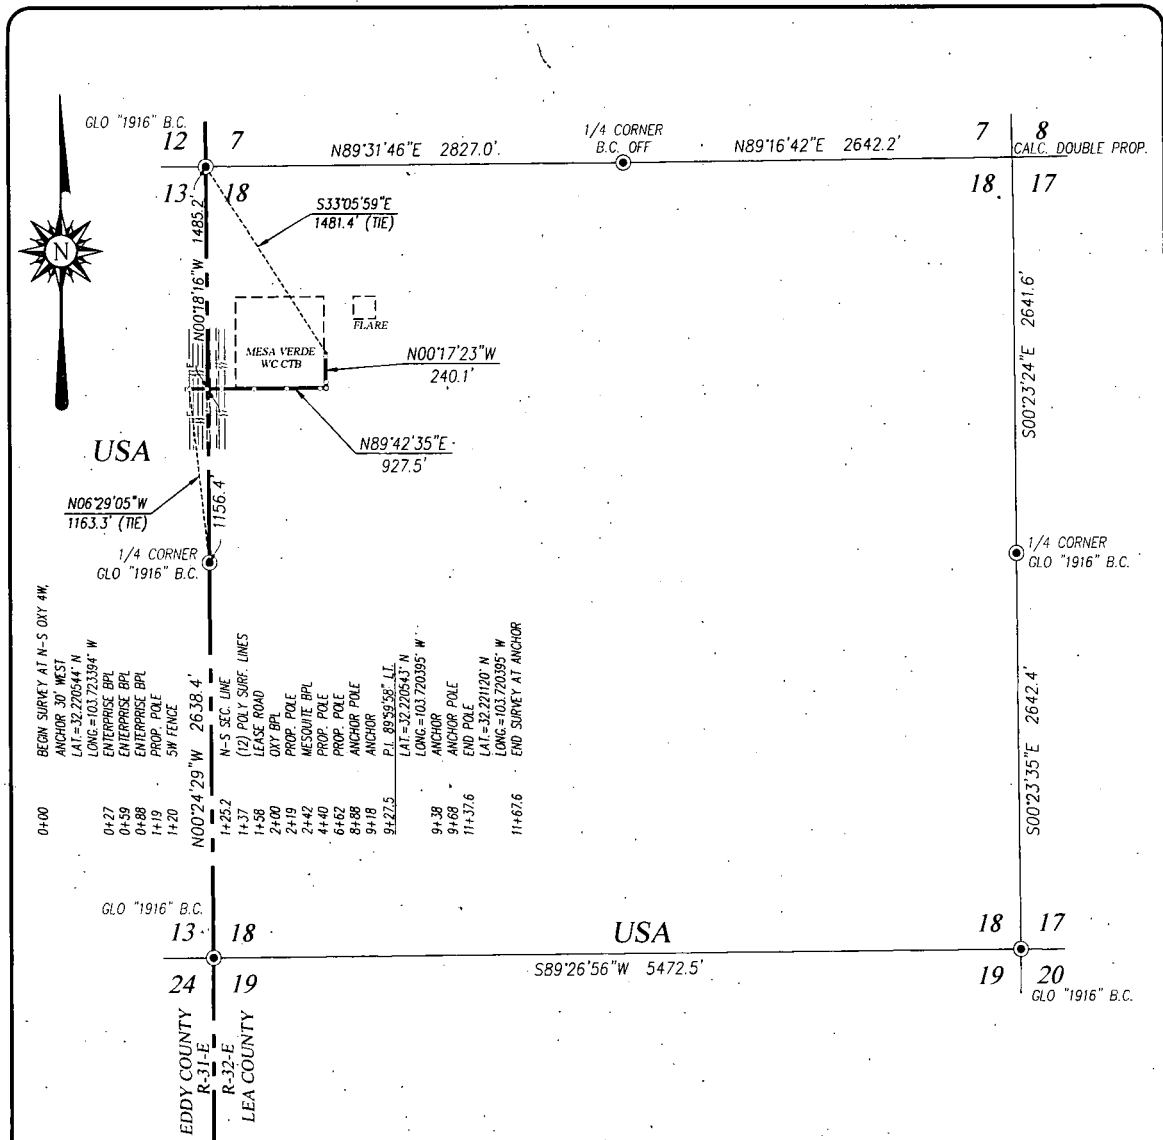 GLO "1916" B.C.
12 7
13 18
N89°31'46"E 2827.0'
1/4 CORNER
B.C. OFF
N89°16'42"E 2642.2'
7 8
CALC. DOUBLE PROP.
18 17
S33°05'59"E
1481.4' (TIE)
1485.2'
N00°18'16"W
N
FLARE
MESA VERDE
WC CTB
N00°17'23"W
240.1'
S00°23'24"E 2641.6'
USA
N89°42'35"E
927.5'
N06°29'05"W
1163.3' (TIE)
1156.4'
1/4 CORNER
GLO "1916" B.C.
1/4 CORNER
GLO "1916" B.C.
0+00 BEGIN SURVEY AT N-S OXY 4W,
ANCHOR 30' WEST
LAT.=32.220544° N
LONG.=103.723394° W
0+27 ENTERPRISE BPL
0+59 ENTERPRISE BPL
0+88 ENTERPRISE BPL
1+19 PROP. POLE
1+20 5W FENCE
N00°24'29"W 2638.4'
1+25.2 N-S SEC. LINE
1+37 (12) POLY SURF. LINES
1+58 LEASE ROAD
2+00 OXY BPL
2+19 PROP. POLE
2+42 MESQUITE BPL
4+40 PROP. POLE
6+62 PROP. POLE
8+88 ANCHOR POLE
9+18 ANCHOR
9+27.5 P.I. 89°59'58" LT.
LAT.=32.220543° N
LONG.=103.720395° W
9+38 ANCHOR
9+68 ANCHOR POLE
11+37.6 END POLE
LAT.=32.221120° N
LONG.=103.720395° W
11+67.6 END SURVEY AT ANCHOR
S00°23'35"E 2642.4'
GLO "1916" B.C.
13 18
24 19
USA
S89°26'56"W 5472.5'
18 17
19 20
GLO "1916" B.C.
EDDY COUNTY
R-31-E
R-32-E
LEA COUNTY